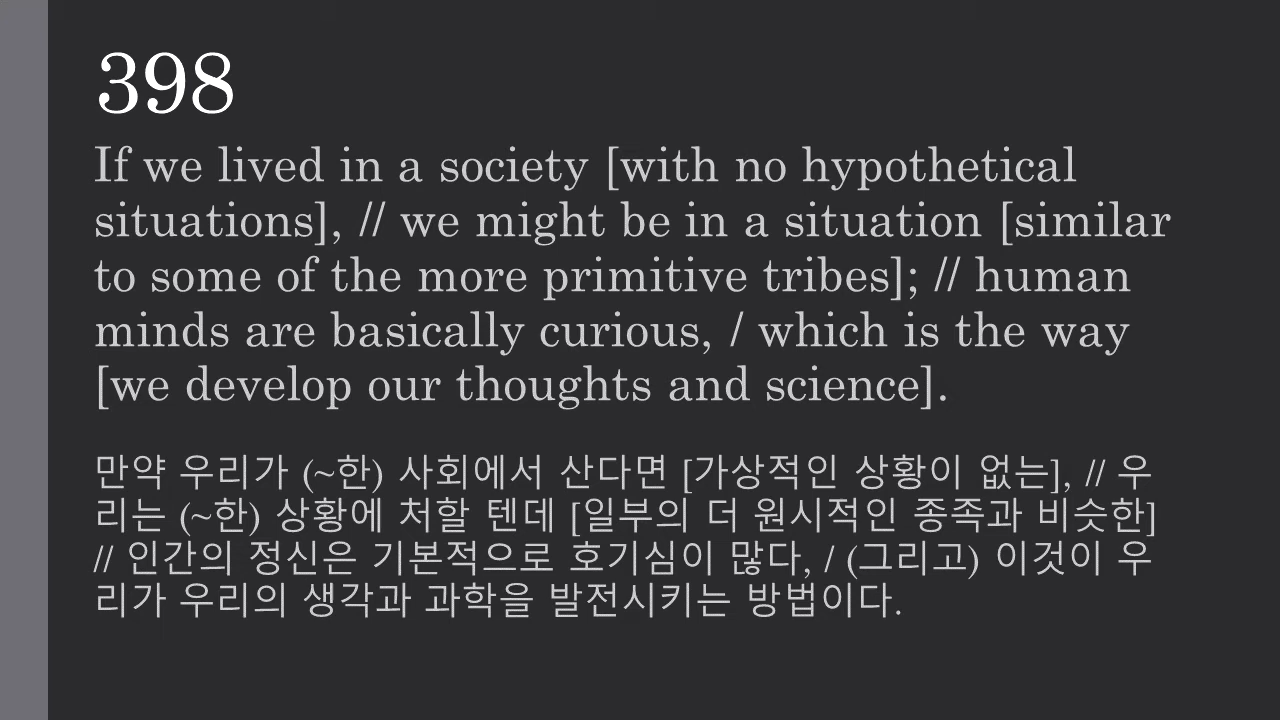 398
If we lived in a society [with no hypothetical
situations], // we might be in a situation [similar
to some of the more primitive tribes]; // human
minds are basically curious, / which is the way
[we develop our thoughts and science].
만약 우리가 (~한) 사회에서 산다면 [가상적인 상황이 없는], // 우
리는 (~한) 상황에 처할 텐데 [일부의 더 원시적인 종족과 비슷한]
// 인간의 정신은 기본적으로 호기심이 많다, / (그리고) 이것이 우
리가 우리의 생각과 과학을 발전시키는 방법이다.